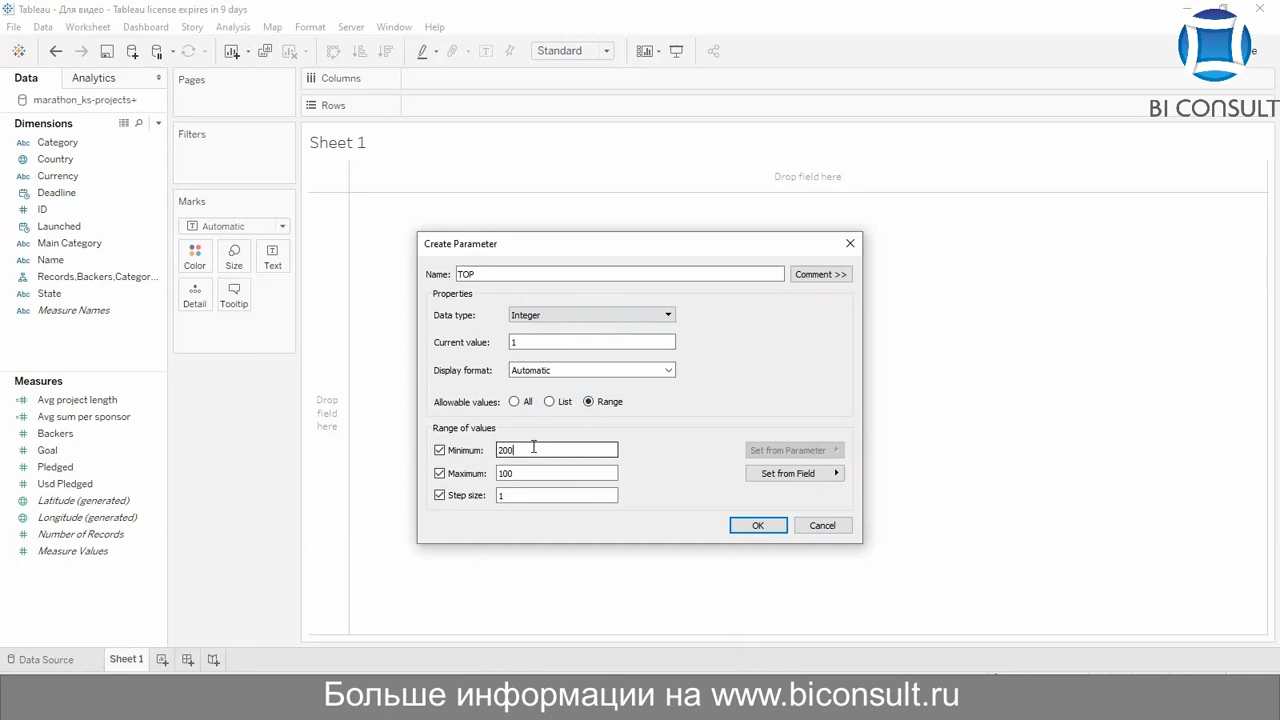 Tableau - Для видео - Tableau license expires in 9 days
File Data Worksheet Dashboard Story Analysis Map Format Server Window Help
Standard
BI CONSULT
Data Analytics
marathon_ks-projects+
Dimensions
Abc Category
Country
Abc Currency
Deadline
# ID
Launched
Abc Main Category
Abc Name
Records,Backers,Categor...
Abc State
Abc Measure Names
Measures
Avg project length
Avg sum per sponsor
# Backers
# Goal
# Pledged
# Usd Pledged
Latitude (generated)
Longitude (generated)
# Number of Records
# Measure Values
Pages
Filters
Marks
Automatic
Color Size Text
Detail Tooltip
Columns
Rows
Sheet 1
Drop field here
Drop
field
here
Create Parameter
Name: TOP Comment >>
Properties
Data type: Integer
Current value: 1
Display format: Automatic
Allowable values: All List Range
Range of values
Minimum: 200 Set from Parameter
Maximum: 100 Set from Field
Step size: 1
OK Cancel
Data Source Sheet 1
Больше информации на www.biconsult.ru